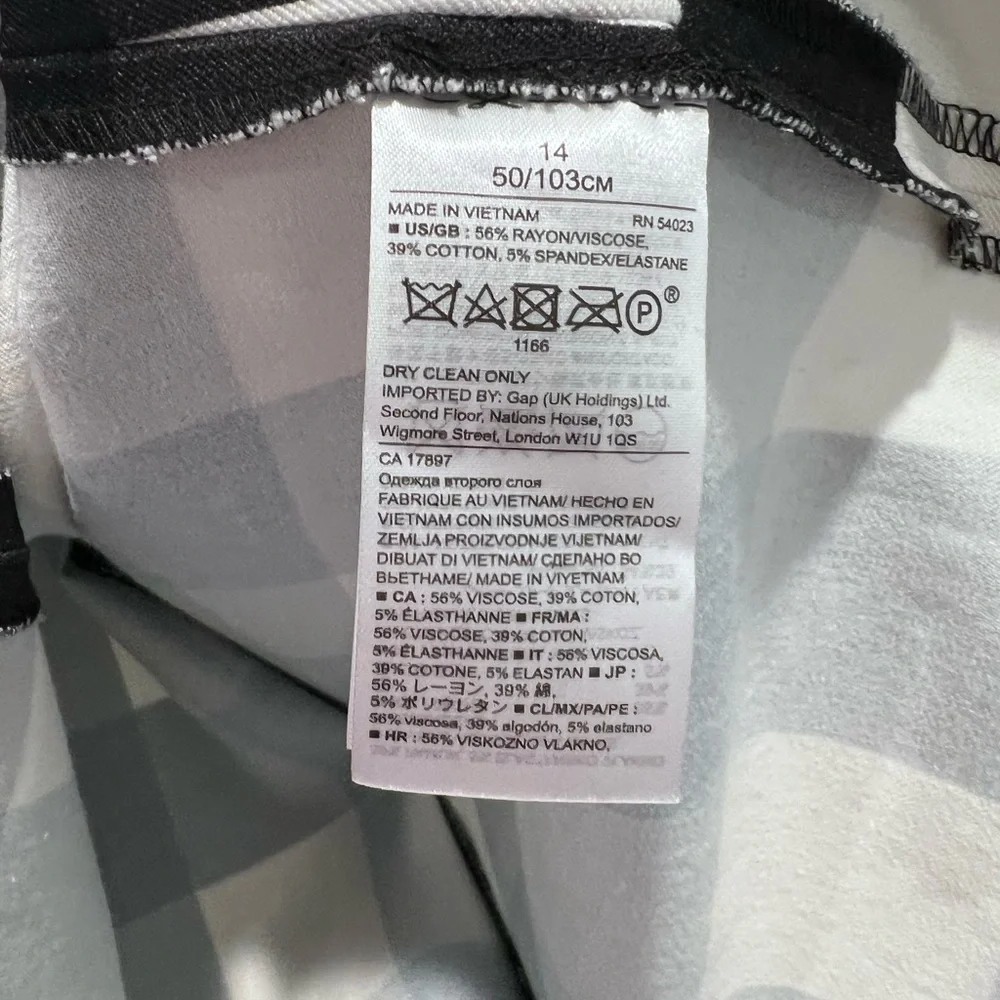 14
50/103CM
MADE IN VIETNAM RN 54023
■ US/GB : 56% RAYON/VISCOSE,
39% COTTON, 5% SPANDEX/ELASTANE
P ®
1166
DRY CLEAN ONLY
IMPORTED BY: Gap (UK Holdings) Ltd.
Second Floor, Nations House, 103
Wigmore Street, London W1U 1QS
CA 17897
Одежда второго слоя
FABRIQUE AU VIETNAM/ HECHO EN
VIETNAM CON INSUMOS IMPORTADOS/
ZEMLJA PROIZVODNJE VIJETNAM/
DIBUAT DI VIETNAM/ СДЕЛАНО ВО
ВЬЕТНАМЕ/ MADE IN VIYETNAM
■ CA : 56% VISCOSE, 39% COTON,
5% ÉLASTHANNE ■ FR/MA :
56% VISCOSE, 39% COTON,
5% ÉLASTHANNE ■ IT : 56% VISCOSA,
39% COTONE, 5% ELASTAN ■ JP :
56% レーヨン, 39% 綿,
5% ポリウレタン ■ CL/MX/PA/PE :
56% viscosa, 39% algodón, 5% elastano
■ HR : 56% VISKOZNO VLAKNO,